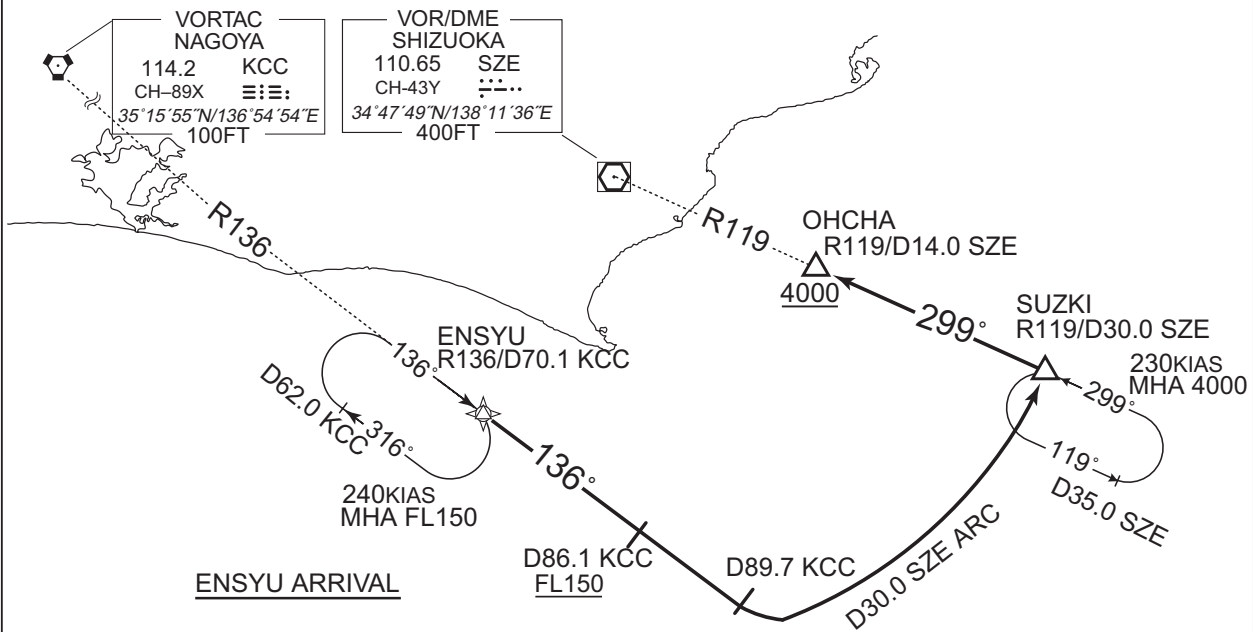 VORTAC
NAGOYA
114.2 KCC
CH–89X
35°15´55˝N/136°54´54˝E
100FT
VOR/DME
SHIZUOKA
110.65 SZE
CH-43Y
34°47´49˝N/138°11´36˝E
400FT
R136
R119
OHCHA
R119/D14.0 SZE
4000
299°
SUZKI
R119/D30.0 SZE
230KIAS
MHA 4000
299°
119°
D35.0 SZE
ENSYU
R136/D70.1 KCC
136°
D62.0 KCC
316°
240KIAS
MHA FL150
136°
D86.1 KCC
FL150
D89.7 KCC
D30.0 SZE ARC
ENSYU ARRIVAL